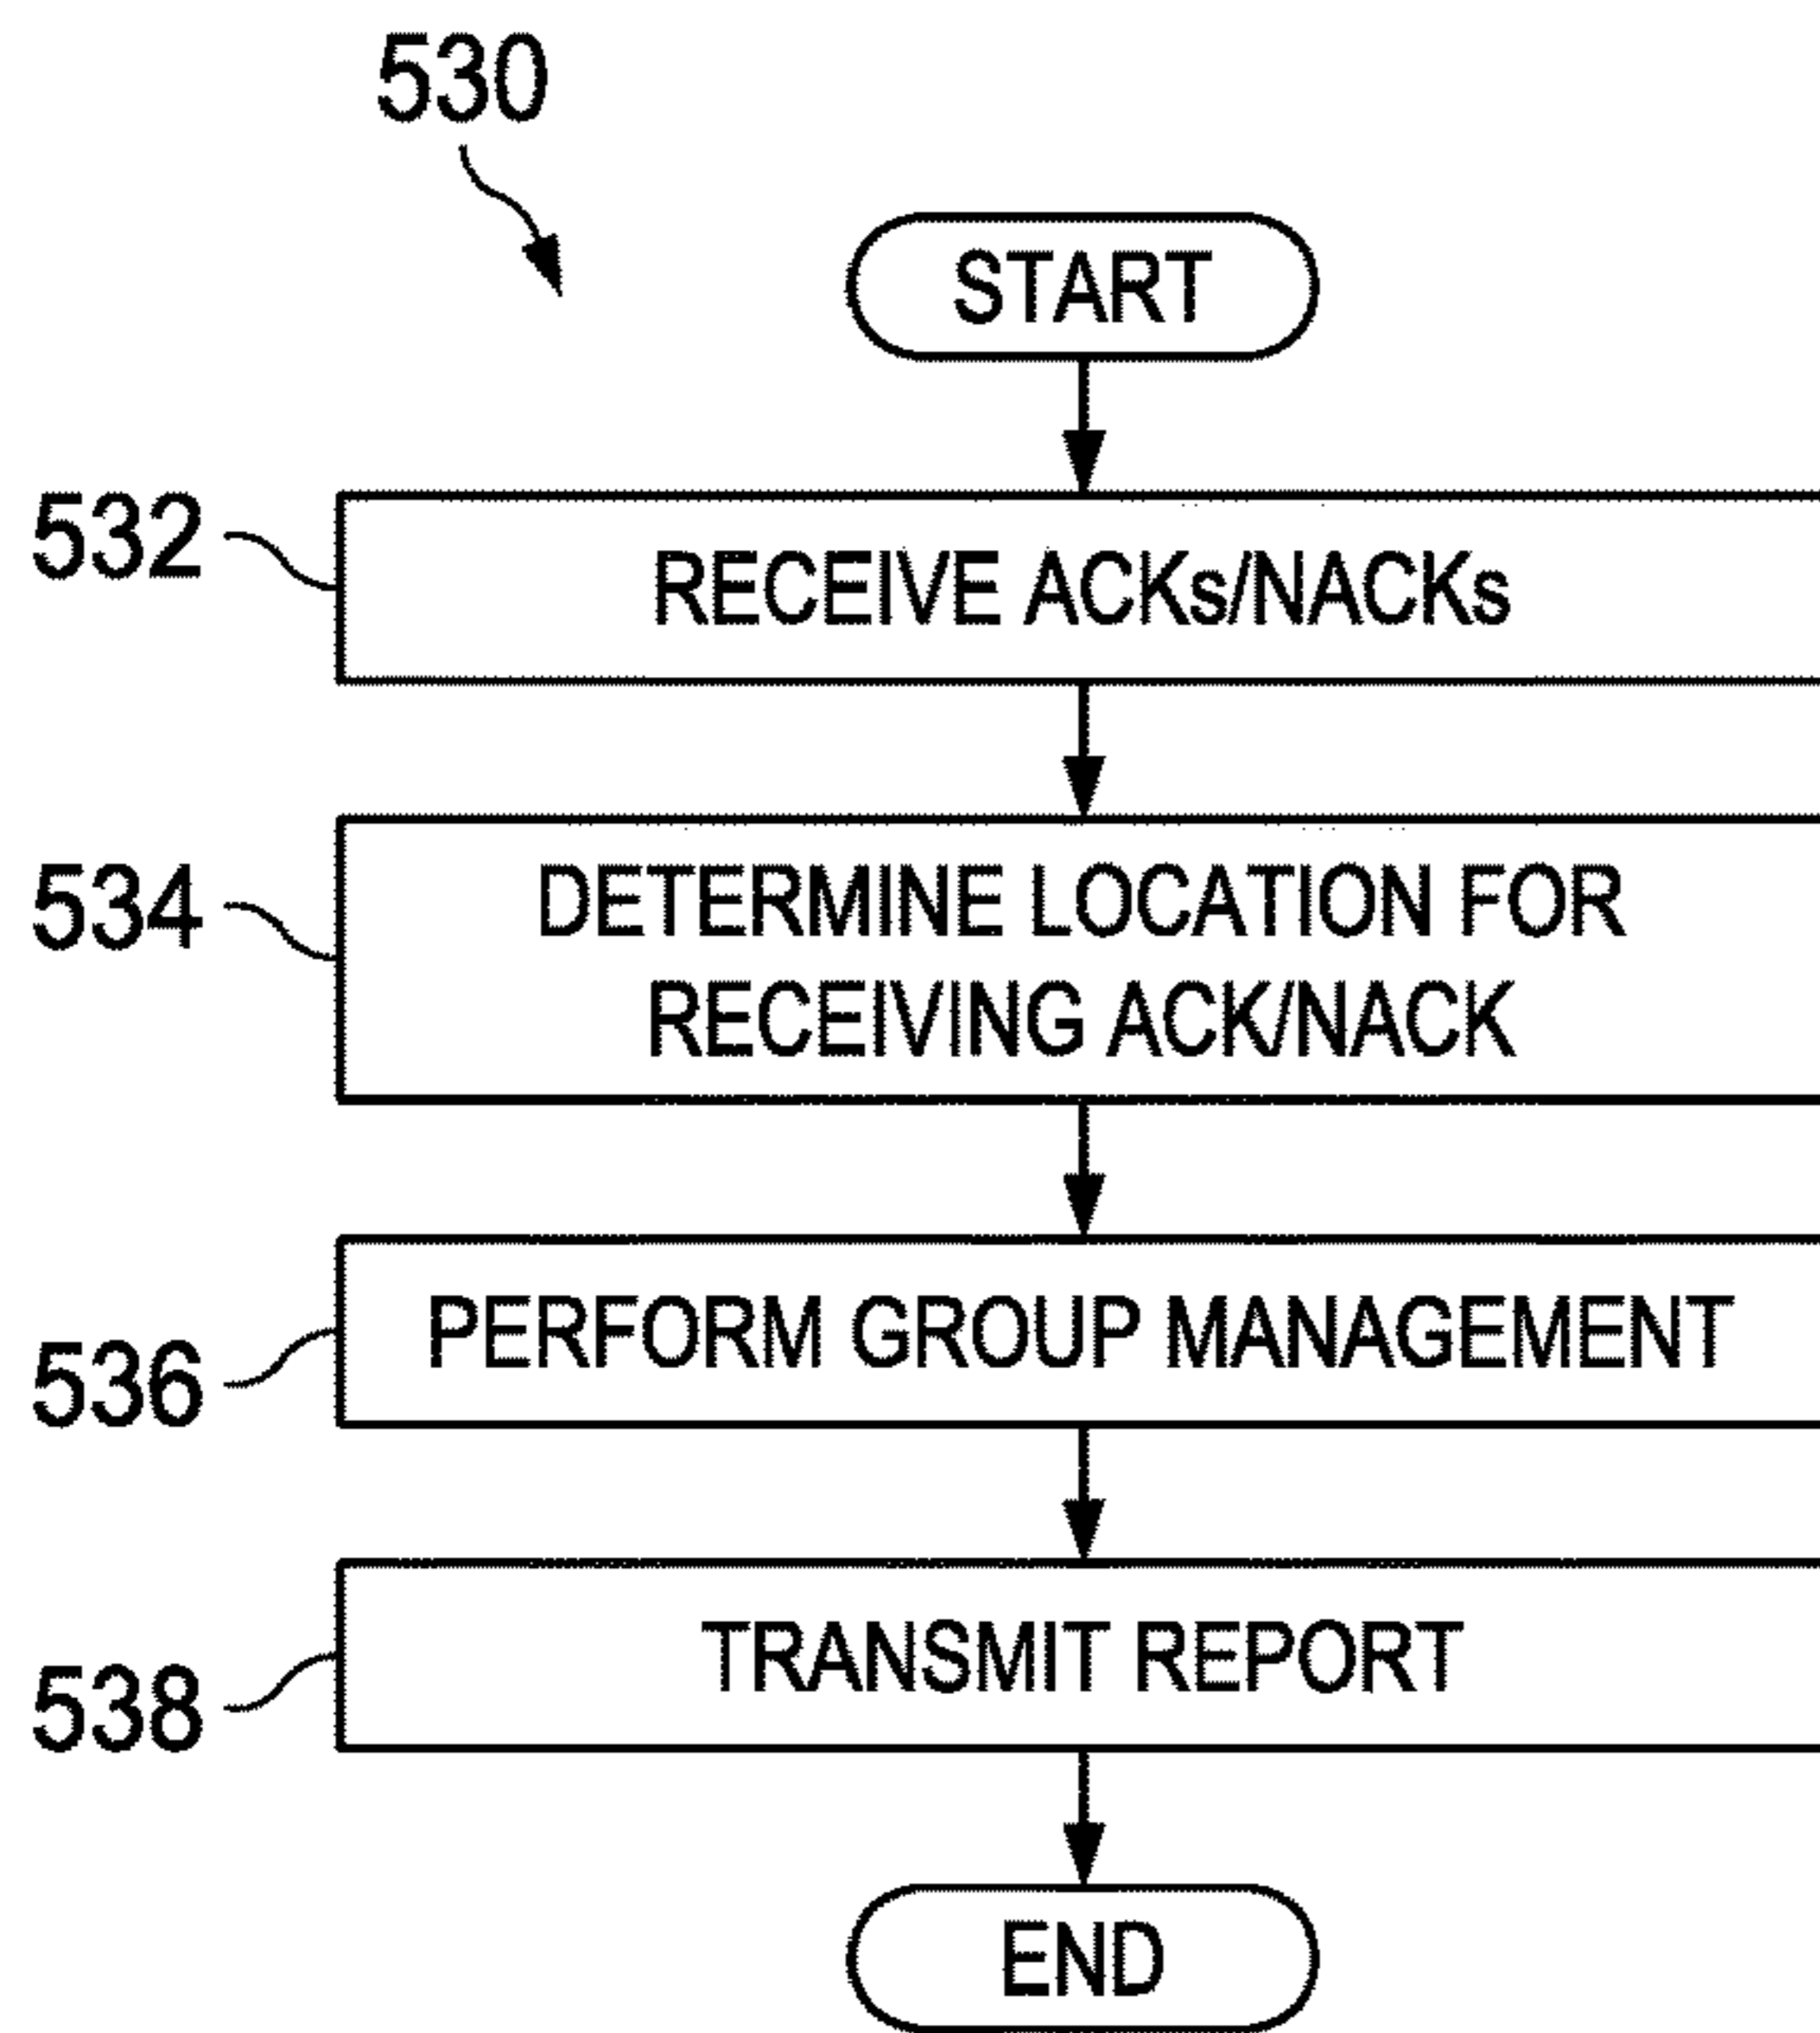 530
START
532
RECEIVE ACKs/NACKs
534
DETERMINE LOCATION FOR
RECEIVING ACK/NACK
536
PERFORM GROUP MANAGEMENT
538
TRANSMIT REPORT
END